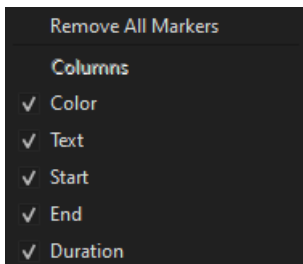 Remove All Markers
Columns
Color
Text
Start
End
Duration